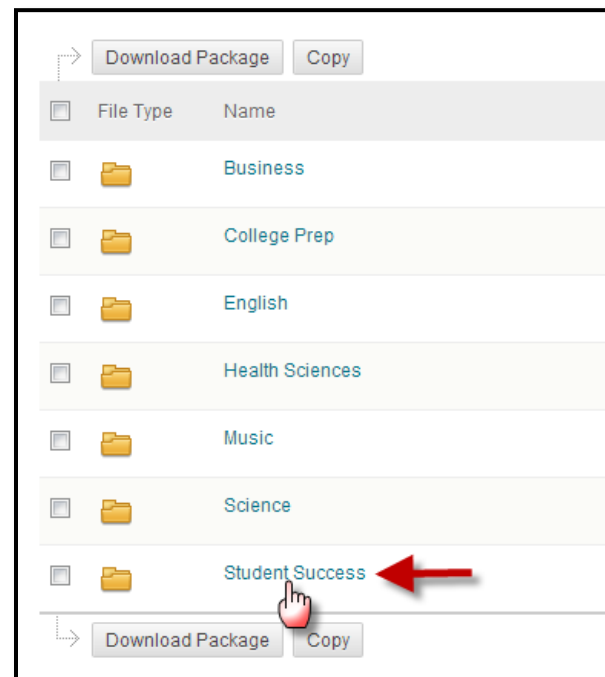 Download Package Copy
File Type Name
Business
College Prep
English
Health Sciences
Music
Science
Student Success
Download Package Copy